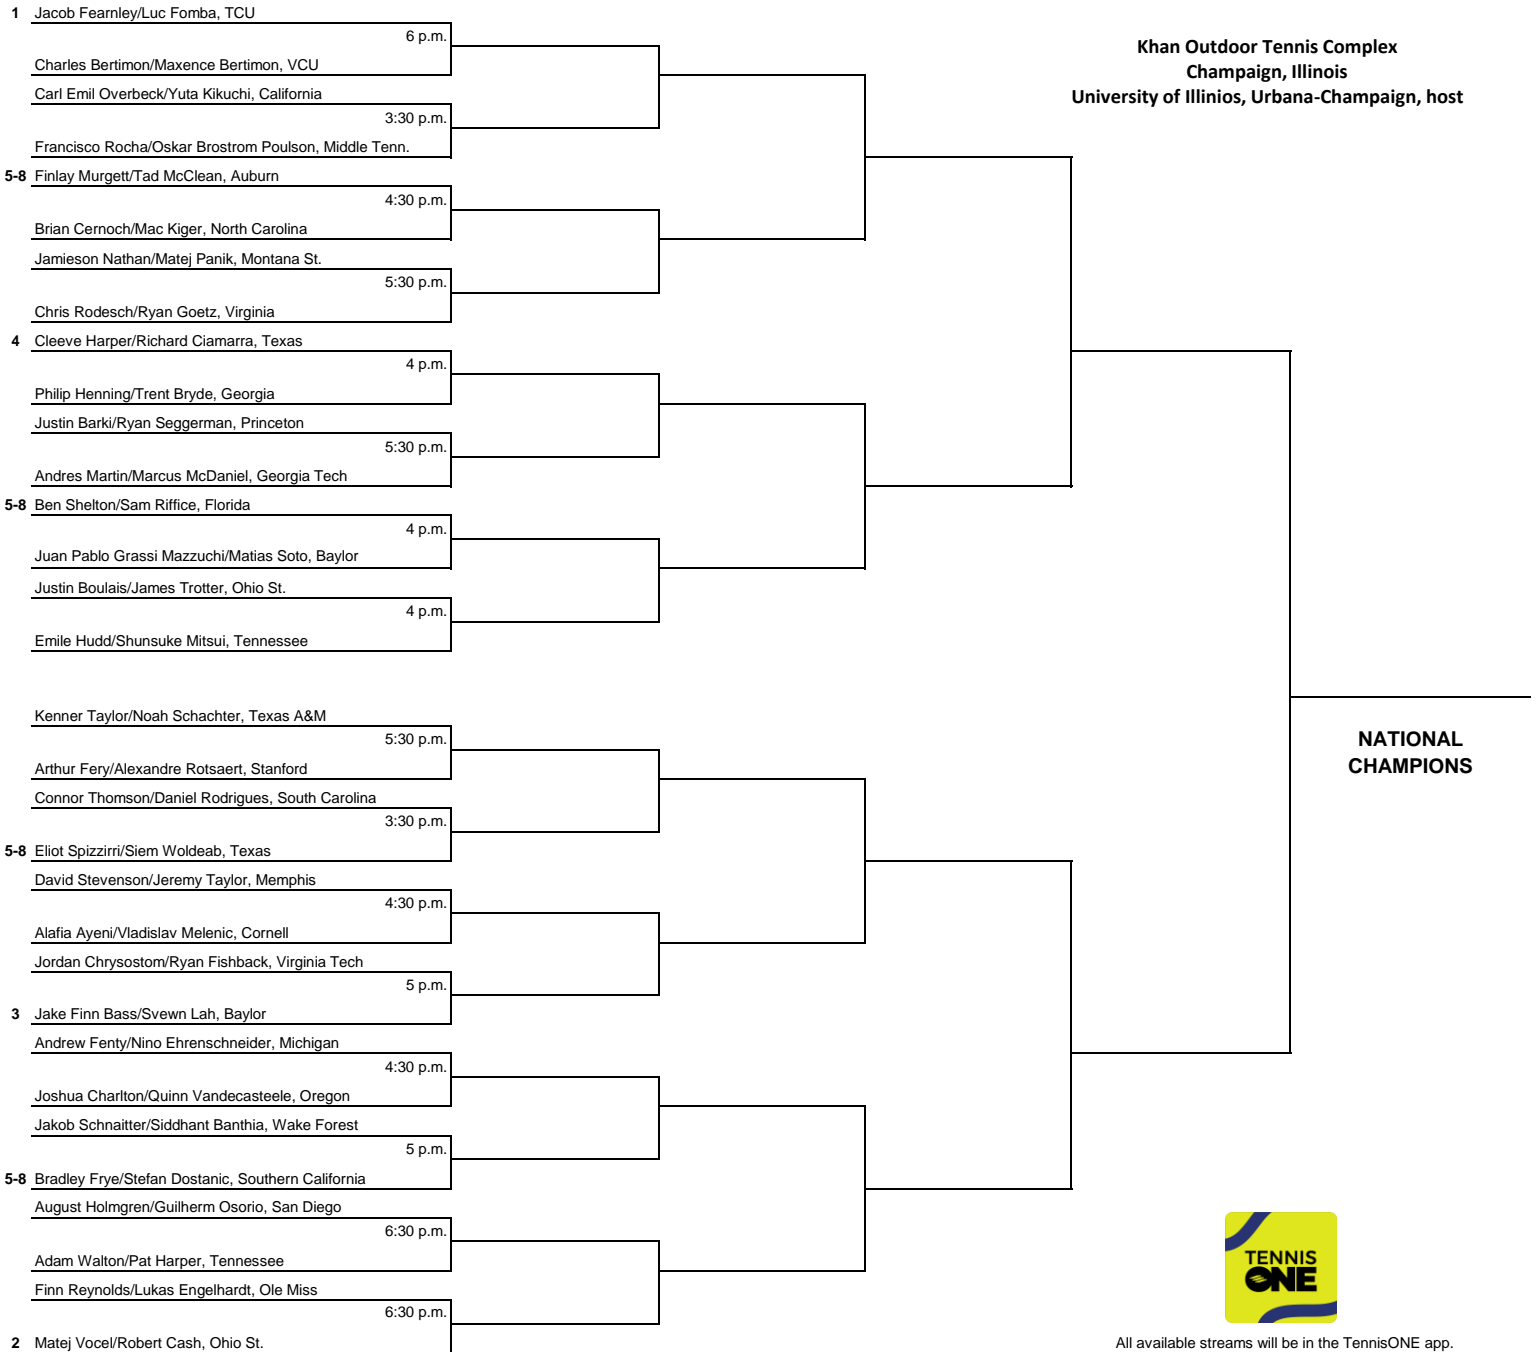 1 Jacob Fearnley/Luc Fomba, TCU
6 p.m.
Charles Bertimon/Maxence Bertimon, VCU
Carl Emil Overbeck/Yuta Kikuchi, California
3:30 p.m.
Francisco Rocha/Oskar Brostrom Poulson, Middle Tenn.
5-8 Finlay Murgett/Tad McClean, Auburn
4:30 p.m.
Brian Cernoch/Mac Kiger, North Carolina
Jamieson Nathan/Matej Panik, Montana St.
5:30 p.m.
Chris Rodesch/Ryan Goetz, Virginia
4 Cleeve Harper/Richard Ciamarra, Texas
4 p.m.
Philip Henning/Trent Bryde, Georgia
Justin Barki/Ryan Seggerman, Princeton
5:30 p.m.
Andres Martin/Marcus McDaniel, Georgia Tech
5-8 Ben Shelton/Sam Riffice, Florida
4 p.m.
Juan Pablo Grassi Mazzuchi/Matias Soto, Baylor
Justin Boulais/James Trotter, Ohio St.
4 p.m.
Emile Hudd/Shunsuke Mitsui, Tennessee
Kenner Taylor/Noah Schachter, Texas A&M
5:30 p.m.
Arthur Fery/Alexandre Rotsaert, Stanford
Connor Thomson/Daniel Rodrigues, South Carolina
3:30 p.m.
5-8 Eliot Spizzirri/Siem Woldeab, Texas
David Stevenson/Jeremy Taylor, Memphis
4:30 p.m.
Alafia Ayeni/Vladislav Melenic, Cornell
Jordan Chrysostom/Ryan Fishback, Virginia Tech
5 p.m.
3 Jake Finn Bass/Svewn Lah, Baylor
Andrew Fenty/Nino Ehrenschneider, Michigan
4:30 p.m.
Joshua Charlton/Quinn Vandecasteele, Oregon
Jakob Schnaitter/Siddhant Banthia, Wake Forest
5 p.m.
5-8 Bradley Frye/Stefan Dostanic, Southern California
August Holmgren/Guilherm Osorio, San Diego
6:30 p.m.
Adam Walton/Pat Harper, Tennessee
Finn Reynolds/Lukas Engelhardt, Ole Miss
6:30 p.m.
2 Matej Vocel/Robert Cash, Ohio St.
Khan Outdoor Tennis Complex
Champaign, Illinois
University of Illinios, Urbana-Champaign, host
NATIONAL
CHAMPIONS
TENNIS
ONE
All available streams will be in the TennisONE app.